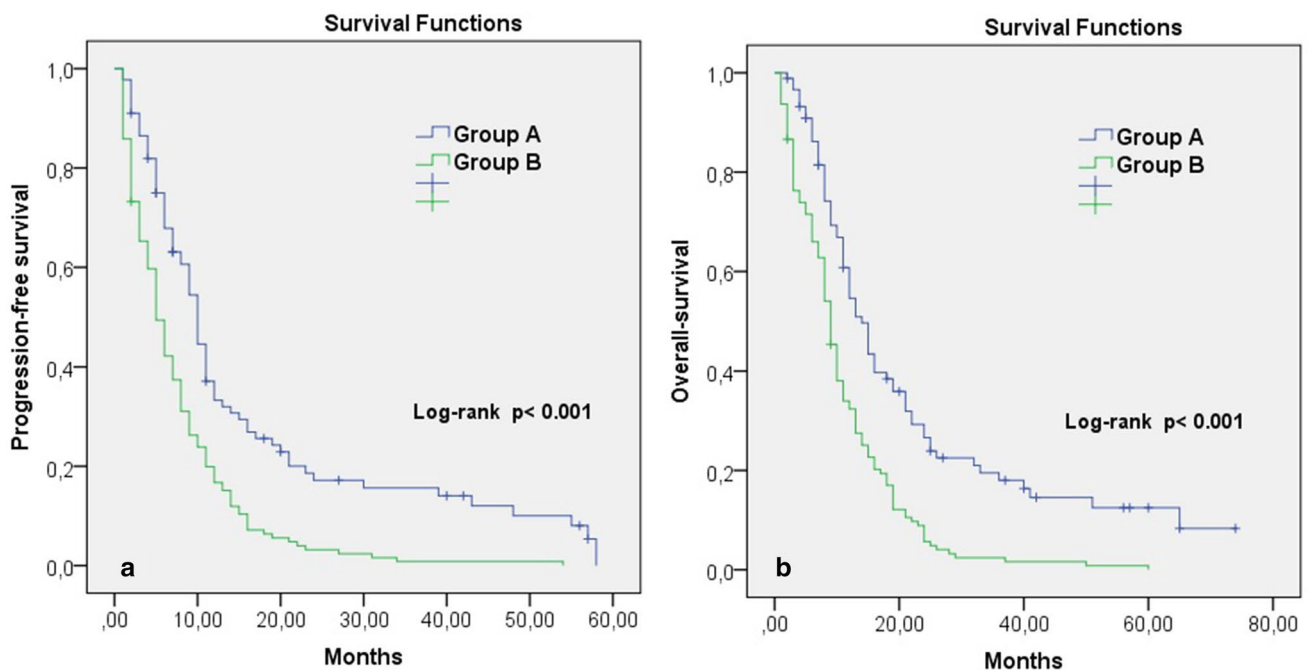 Survival Functions
Progression-free survival
1,0
0,8
0,6
0,4
0,2
0,0
Group A
Group B
Log-rank p< 0.001
a
,00 10,00 20,00 30,00 40,00 50,00 60,00
Months
Survival Functions
Overall-survival
1,0
0,8
0,6
0,4
0,2
0,0
Group A
Group B
Log-rank p< 0.001
b
,00 20,00 40,00 60,00 80,00
Months